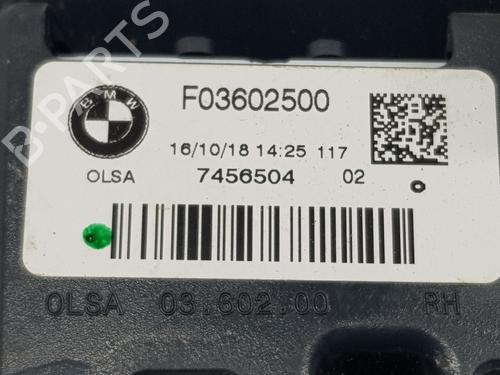 BMW
F03602500
16/10/18 14:25 117
OLSA 7456504 02
OLSA 03.602.00 RH
B-PARTS